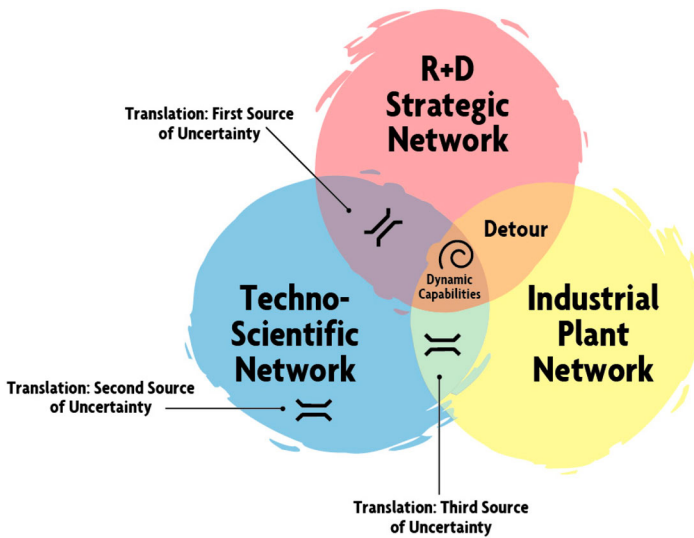 R+D
Strategic
Network
Translation: First Source
of Uncertainty
Detour
Dynamic
Capabilities
Techno-
Scientific
Network
Industrial
Plant
Network
Translation: Second Source
of Uncertainty
Translation: Third Source
of Uncertainty